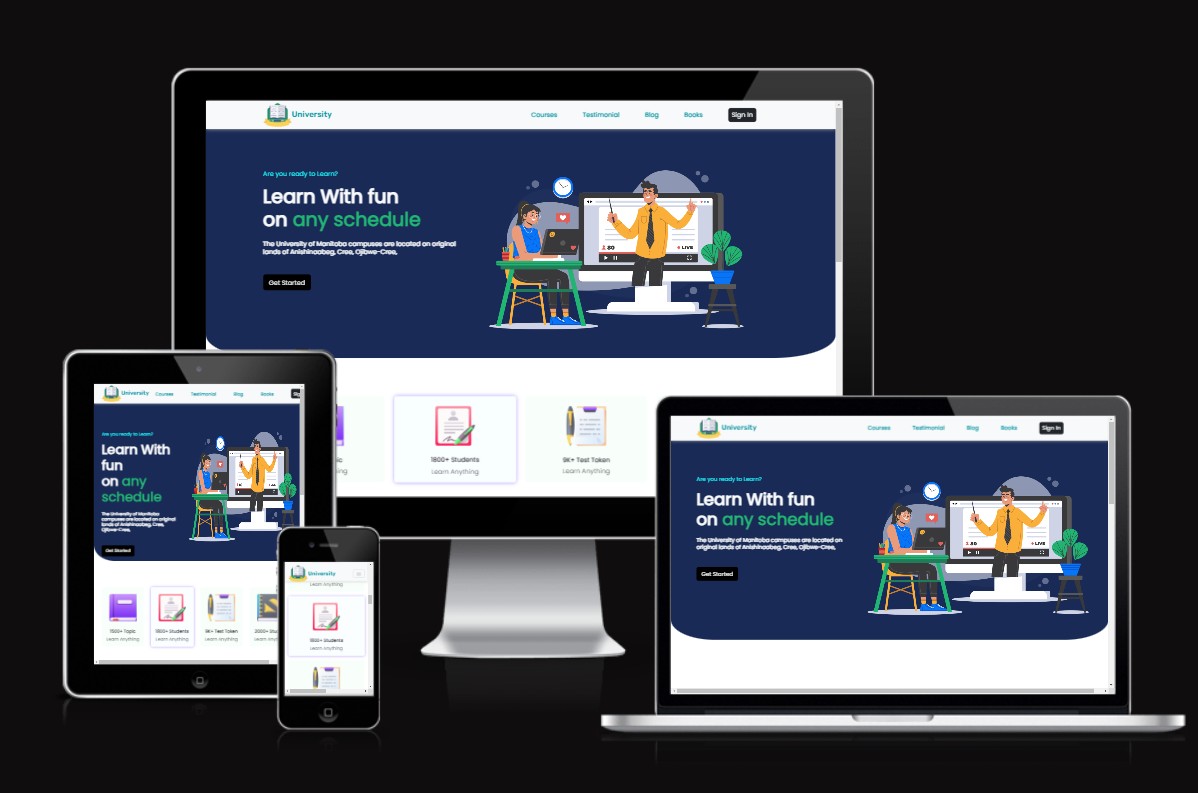 University
Courses
Testimonial
Blog
Books
Sign In
Are you ready to Learn?
Learn With fun
on any schedule
The University of Manitoba campuses are located on original
lands of Anishinaabeg, Cree, Ojibwe-Cree,
Get Started
80
LIVE
1800+ Students
Learn Anything
9K+ Test Token
Learn Anything
University
Courses
Testimonial
Blog
Books
Are you ready to Learn?
Learn With
fun
on any
schedule
The University of Manitoba
campuses are located on
original lands of
Anishinaabeg, Cree,
Ojibwe-Cree,
Get Started
Topic
Learn Anything
1800+ Students
Learn Anything
9K+ Test Token
Learn Anything
Learn Anything
University
Learn Anything
1800+ Students
Learn Anything
University
Courses
Testimonial
Blog
Books
Sign In
Are you ready to Learn?
Learn With fun
on any schedule
The University of Manitoba campuses are located on
original lands of Anishinaabeg, Cree, Ojibwe-Cree,
Get Started
80
LIVE